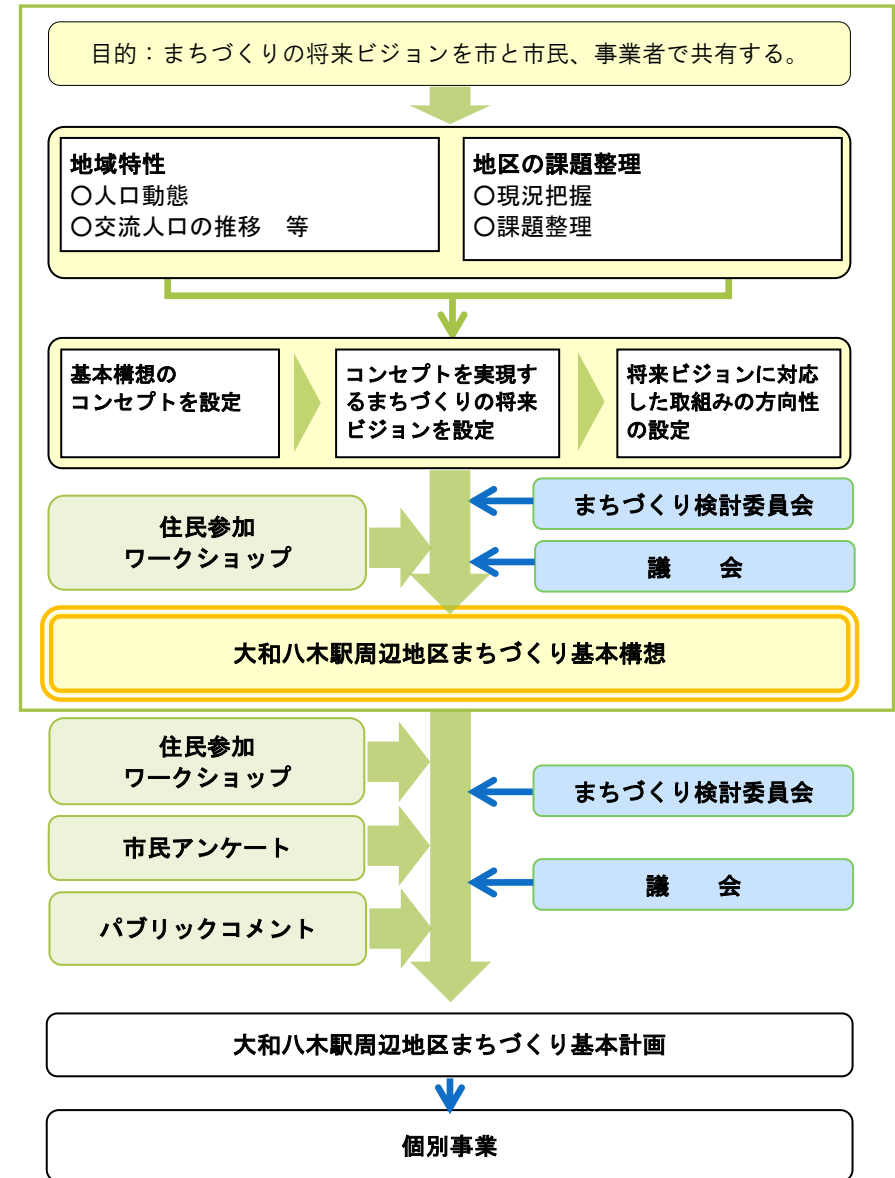 目的：まちづくりの将来ビジョンを市と市民、事業者で共有する。
地域特性
〇人口動態
〇交流人口の推移　等
地区の課題整理
〇現況把握
〇課題整理
基本構想の
コンセプトを設定
コンセプトを実現す
るまちづくりの将来
ビジョンを設定
将来ビジョンに対応
した取組みの方向性
の設定
住民参加
ワークショップ
まちづくり検討委員会
議　　会
大和八木駅周辺地区まちづくり基本構想
住民参加
ワークショップ
市民アンケート
パブリックコメント
まちづくり検討委員会
議　　会
大和八木駅周辺地区まちづくり基本計画
個別事業